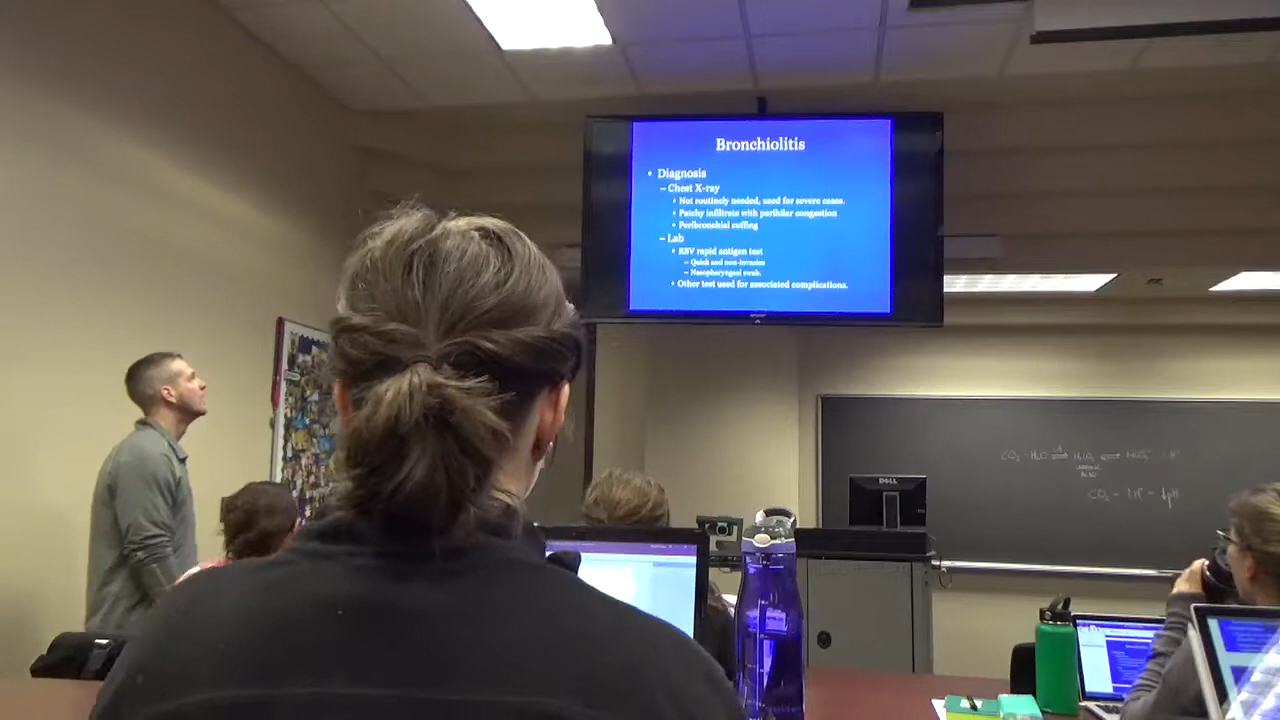 Bronchiolitis
• Diagnosis
– Chest X-ray
• Not routinely needed, used for severe cases.
• Patchy infiltrate with perihilar congestion
• Peribronchial cuffing
– Lab
• RSV rapid antigen test
– Quick and non-invasive
– Nasopharyngeal swab.
• Other test used for associated complications.
SHARP
DELL